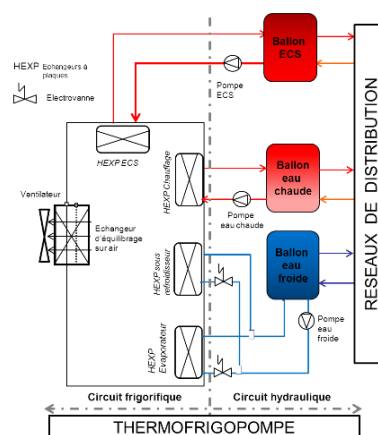 HEXP Echangeurs à
plaques
Electrovanne
Ballon
ECS
Pompe
ECS
HEXP ECS
HEXP Chauffage
Ballon
eau
chaude
Pompe
eau chaude
Ventilateur
Echangeur
d'équilibrage
sur air
HEXP sous
refroidisseur
Ballon
eau
froide
Pompe
eau
froide
HEXP
Evaporateur
RESEAUX DE DISTRIBUTION
Circuit frigorifique
Circuit hydraulique
THERMOFRIGOPOMPE